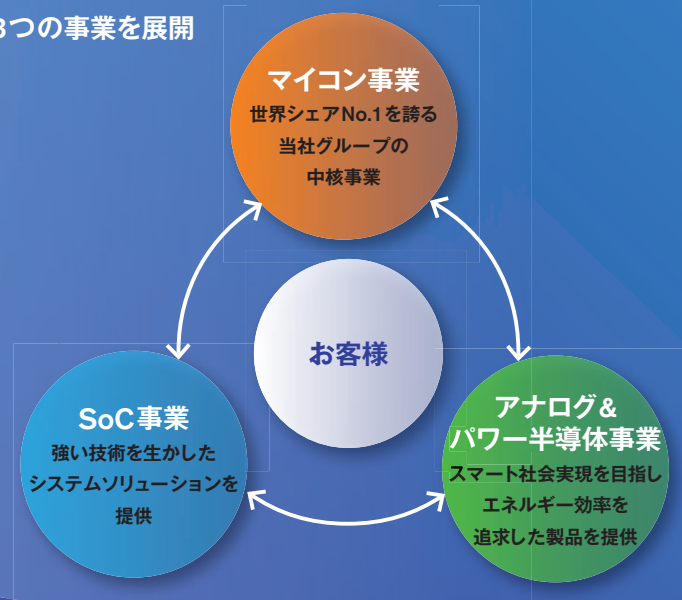 3つの事業を展開
マイコン事業
世界シェアNo.1を誇る
当社グループの
中核事業
お客様
SoC事業
強い技術を生かした
システムソリューションを
提供
アナログ&
パワー半導体事業
スマート社会実現を目指し
エネルギー効率を
追求した製品を提供